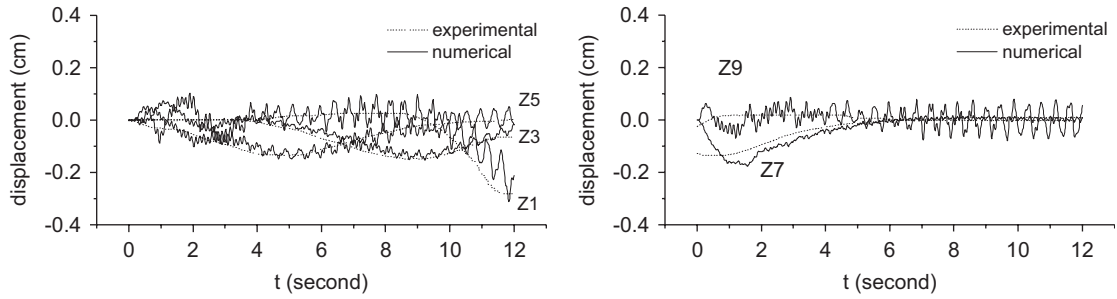 0.4
0.2
0.0
-0.2
-0.4
displacement (cm)
experimental
numerical
Z5
Z3
Z1
0 2 4 6 8 10 12
t (second)
0.4
0.2
0.0
-0.2
-0.4
displacement (cm)
experimental
numerical
Z9
Z7
0 2 4 6 8 10 12
t (second)